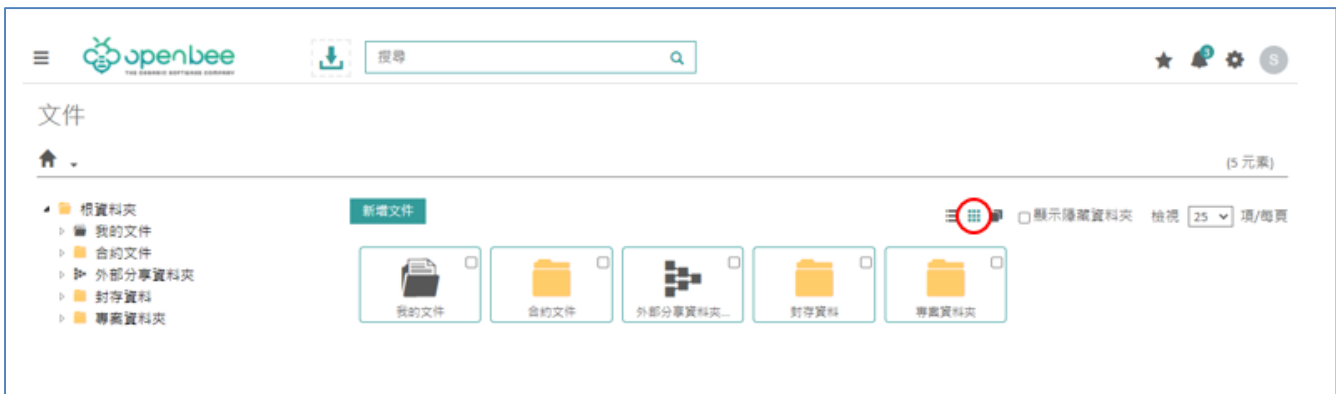 openbee
搜尋
3
S
文件
(5 元素)
根資料夾
我的文件
合約文件
外部分享資料夾
封存資料
專案資料夾
新增文件
顯示隱藏資料夾 檢視 25 項/每頁
我的文件
合約文件
外部分享資料夾...
封存資料
專案資料夾